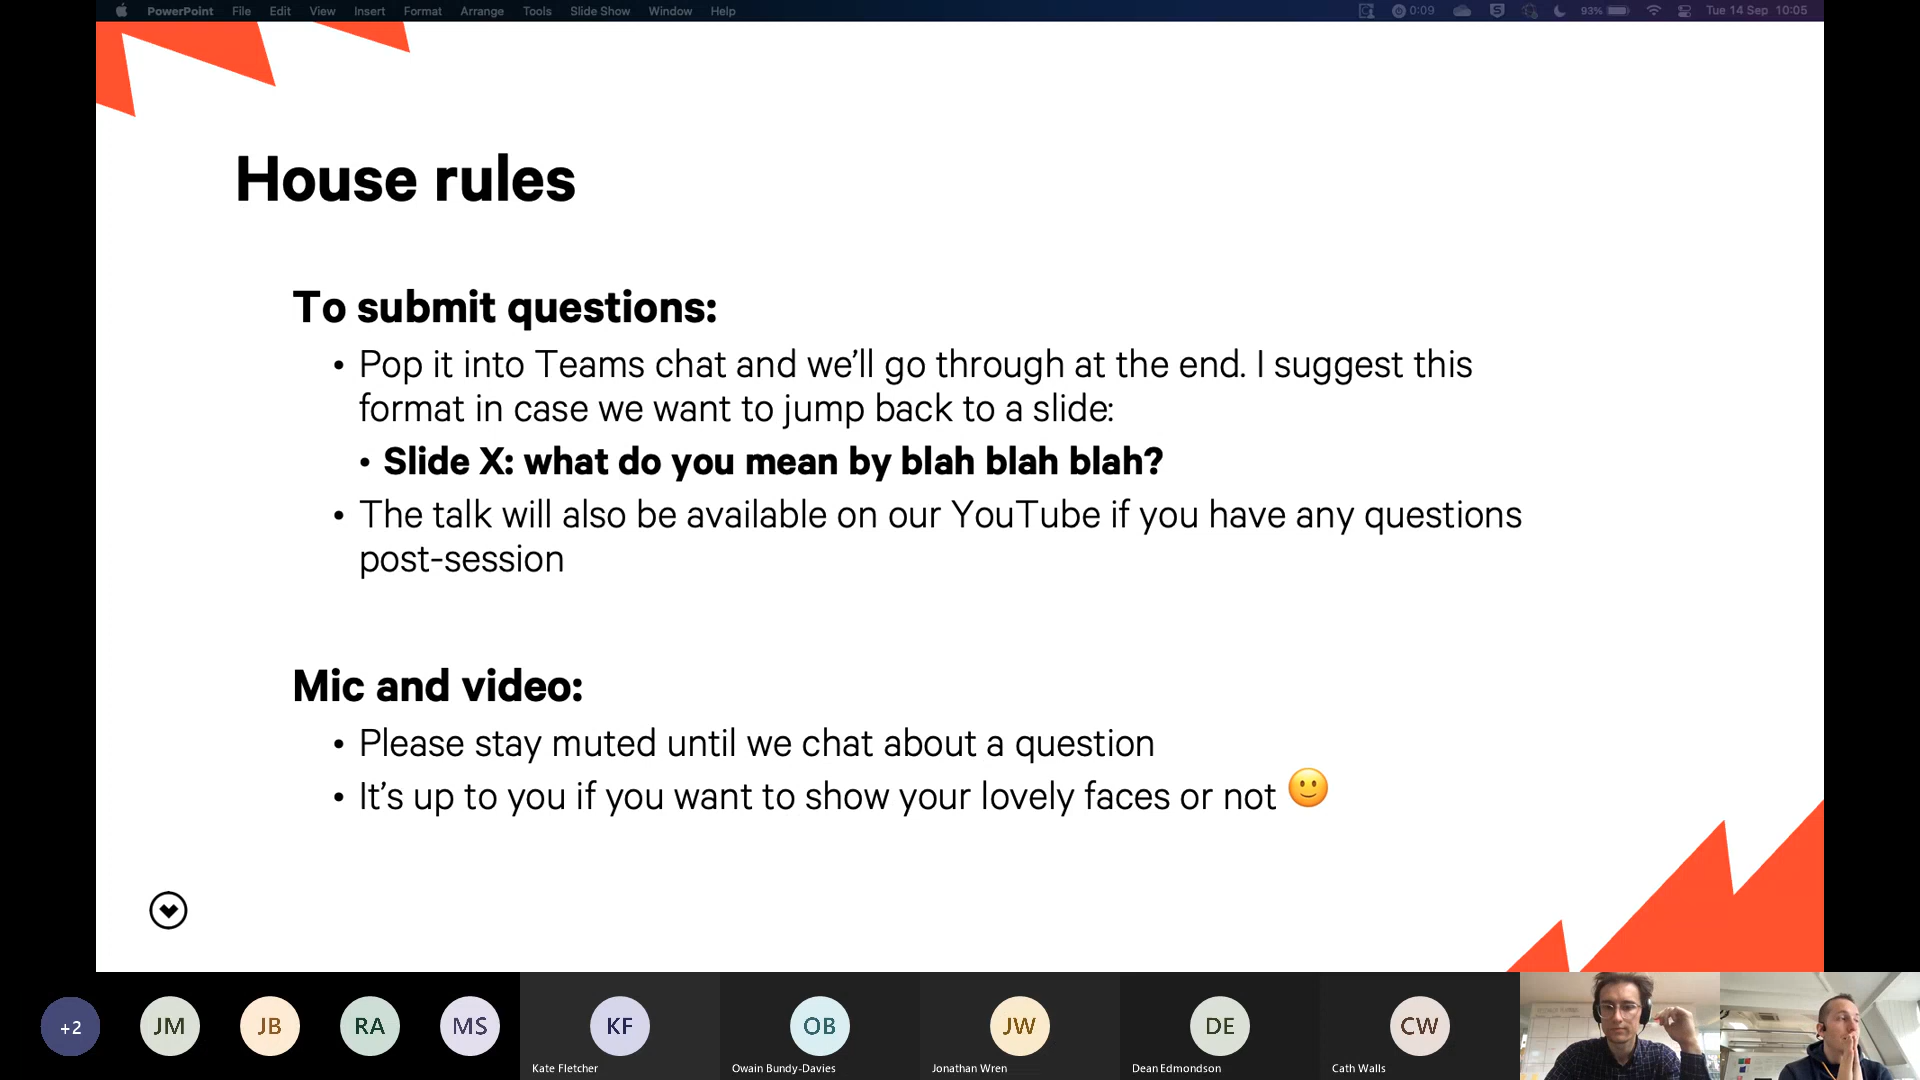 PowerPoint File Edit View Insert Format Arrange Tools Slide Show Window Help 0:09 93% Tue 14 Sep 10:05
House rules
To submit questions:
• Pop it into Teams chat and we’ll go through at the end. I suggest this
format in case we want to jump back to a slide:
• Slide X: what do you mean by blah blah blah?
• The talk will also be available on our YouTube if you have any questions
post-session
Mic and video:
• Please stay muted until we chat about a question
• It’s up to you if you want to show your lovely faces or not 🙂
+2 JM JB RA MS KF OB JW DE CW
Kate Fletcher Owain Bundy-Davies Jonathan Wren Dean Edmondson Cath Walls